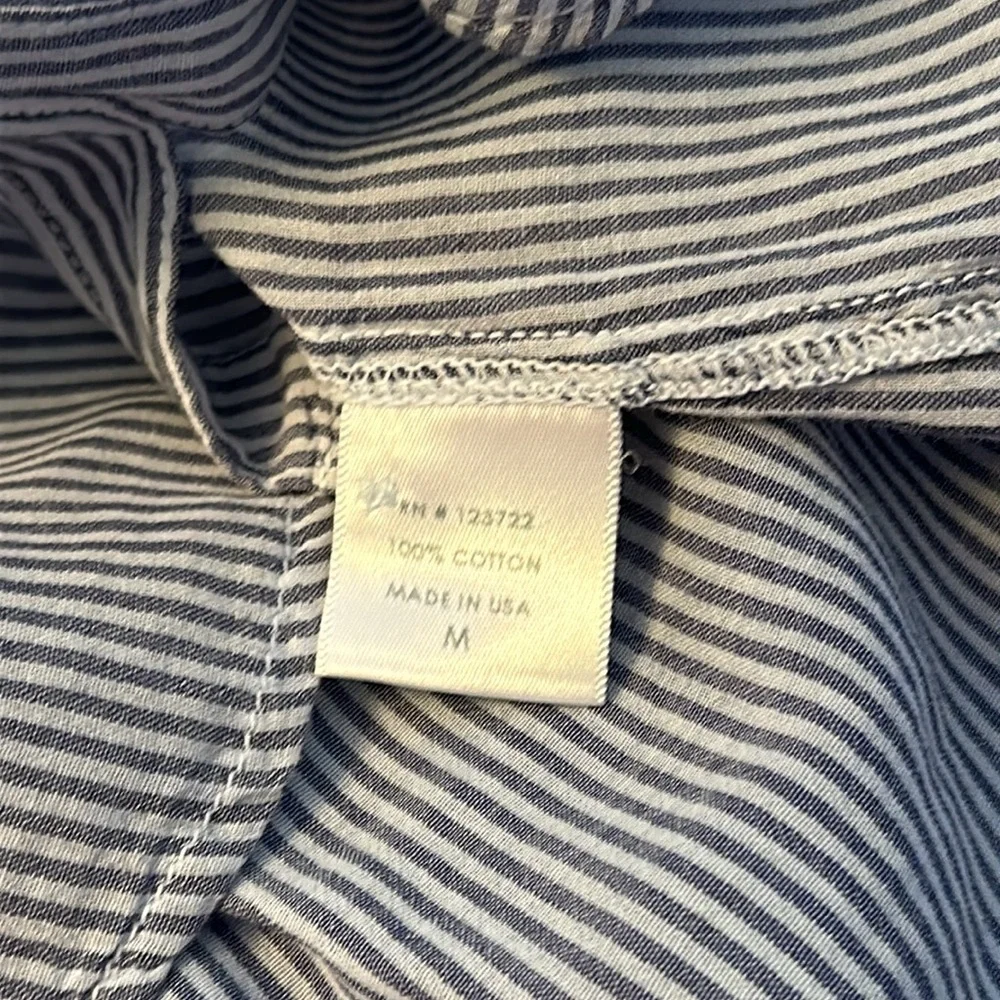 RN # 123722
100% COTTON
MADE IN USA
M